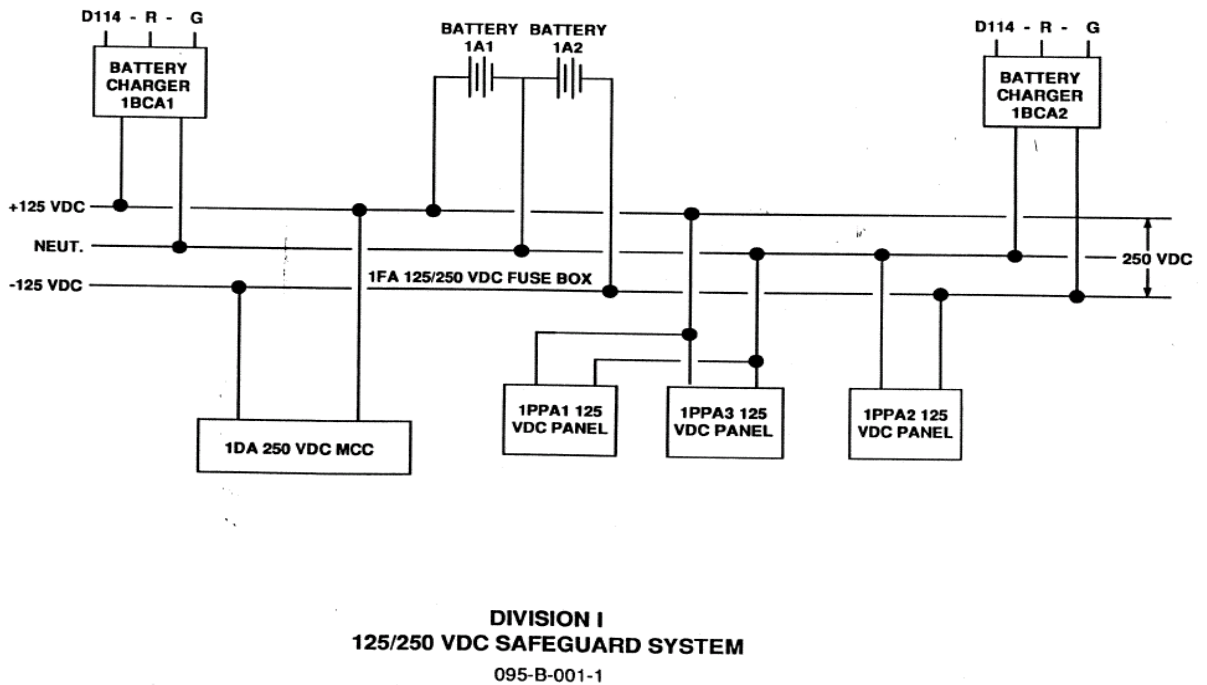 D114 - R - G
BATTERY
CHARGER
1BCA1
BATTERY
1A1
BATTERY
1A2
D114 - R - G
BATTERY
CHARGER
1BCA2
+125 VDC
NEUT.
-125 VDC
1FA 125/250 VDC FUSE BOX
250 VDC
1DA 250 VDC MCC
1PPA1 125
VDC PANEL
1PPA3 125
VDC PANEL
1PPA2 125
VDC PANEL
DIVISION I
125/250 VDC SAFEGUARD SYSTEM
095-B-001-1